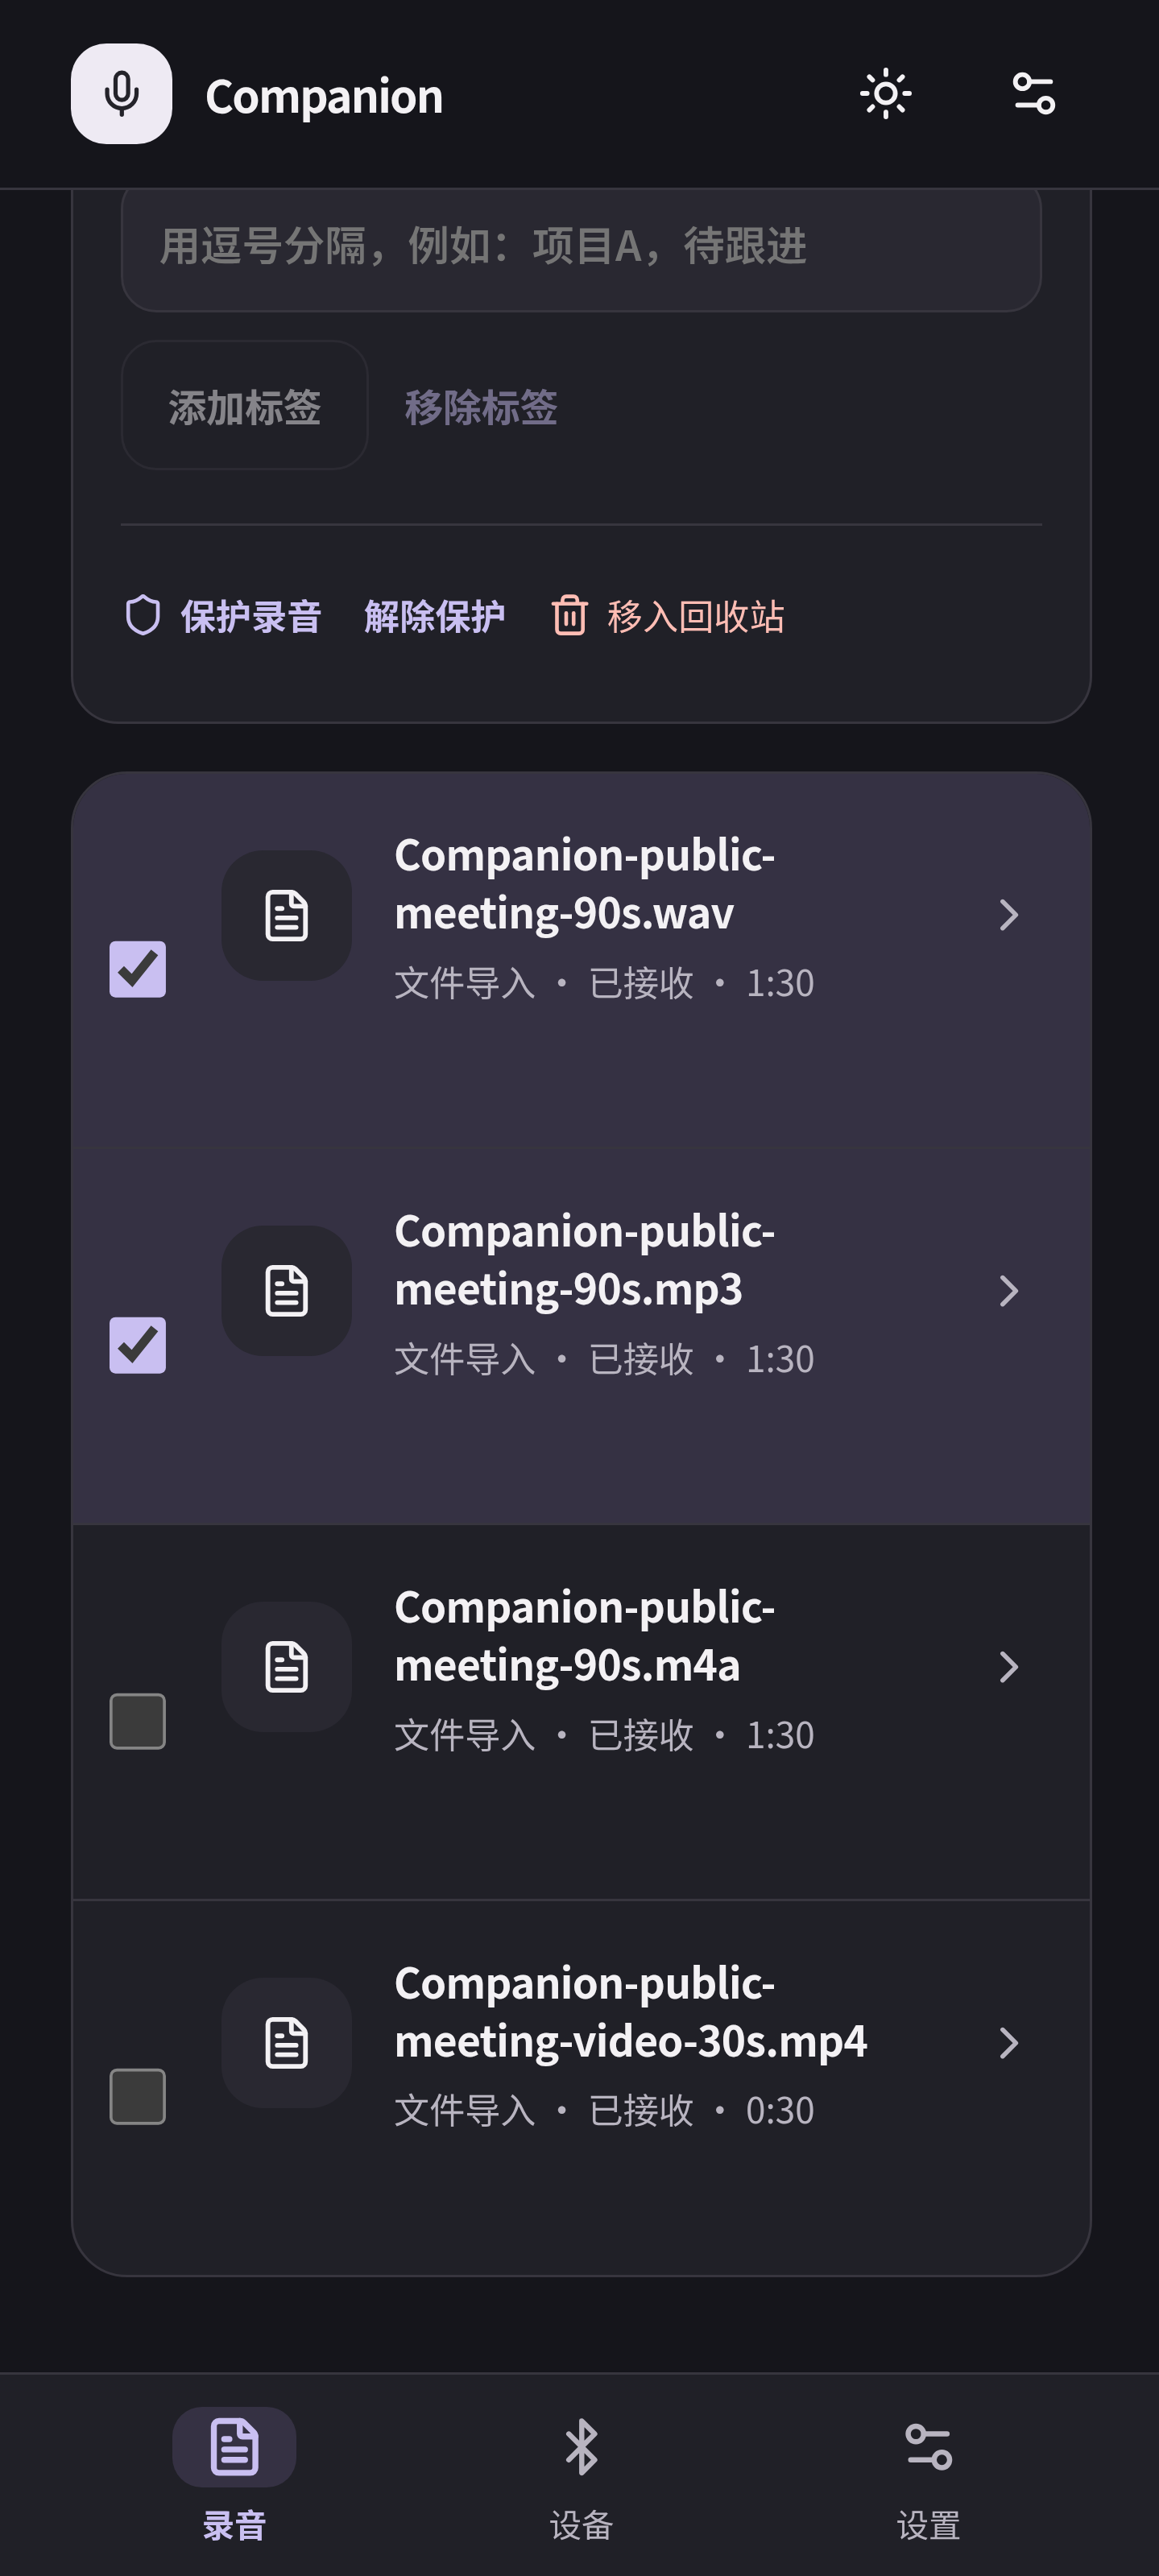 Companion
用逗号分隔，例如：项目A，待跟进
添加标签
移除标签
保护录音
解除保护
移入回收站
Companion-public-
meeting-90s.wav
文件导入 · 已接收 · 1:30
Companion-public-
meeting-90s.mp3
文件导入 · 已接收 · 1:30
Companion-public-
meeting-90s.m4a
文件导入 · 已接收 · 1:30
Companion-public-
meeting-video-30s.mp4
文件导入 · 已接收 · 0:30
录音
设备
设置